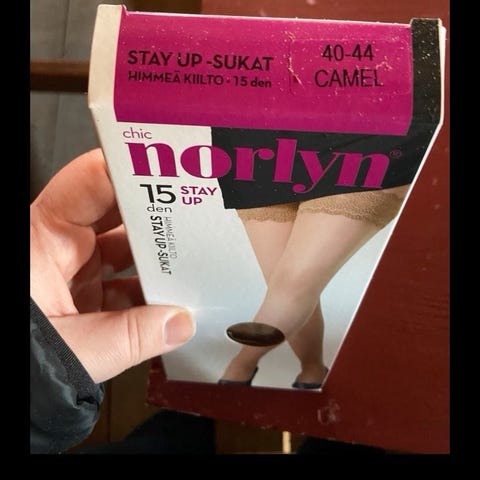 STAY UP -SUKAT
HIMMEÄ KIILTO • 15 den
40-44
CAMEL
chic
norlyn®
15
den
STAY
UP
HIMMEÄ KIILTO
STAY UP-SUKAT